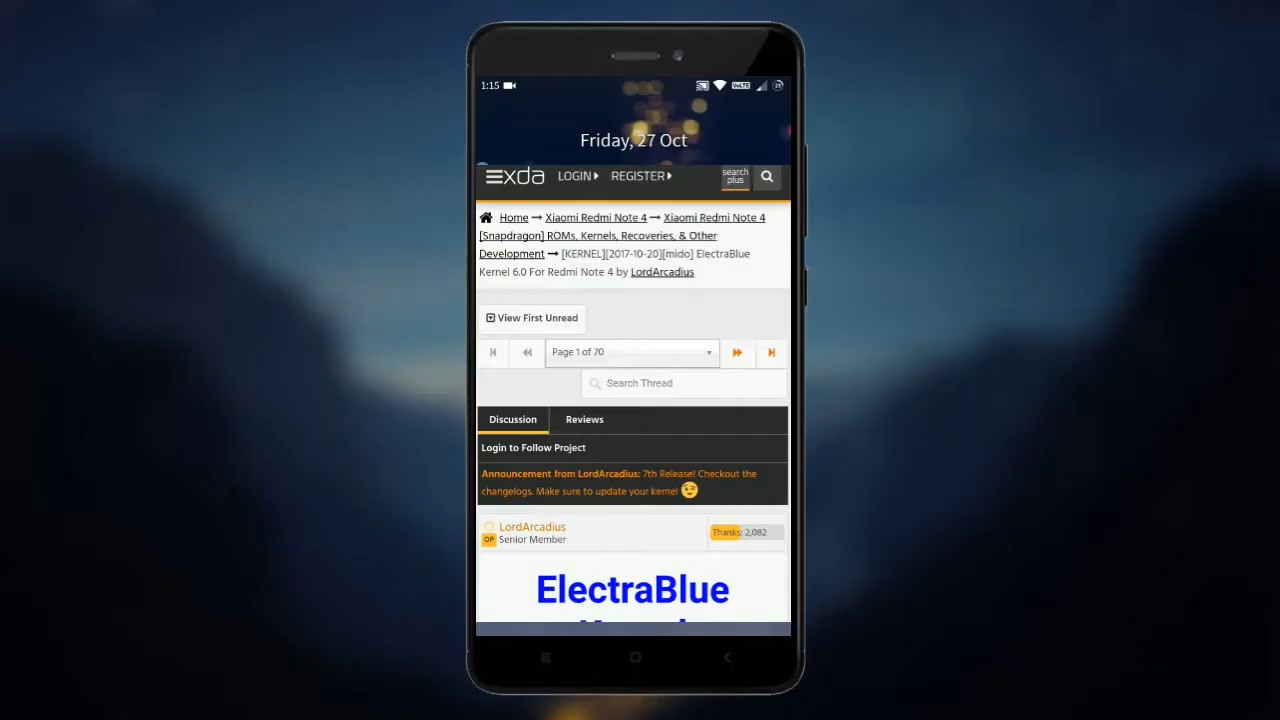 1:15
VoLTE
23
Friday, 27 Oct
xda LOGIN REGISTER search plus
Home → Xiaomi Redmi Note 4 → Xiaomi Redmi Note 4
[Snapdragon] ROMs, Kernels, Recoveries, & Other
Development → [KERNEL][2017-10-20][mido] ElectraBlue
Kernel 6.0 For Redmi Note 4 by LordArcadius
View First Unread
Page 1 of 70
Search Thread
Discussion Reviews
Login to Follow Project
Announcement from LordArcadius: 7th Release! Checkout the
changelogs. Make sure to update your kernel
LordArcadius
OP Senior Member
Thanks: 2,082
ElectraBlue